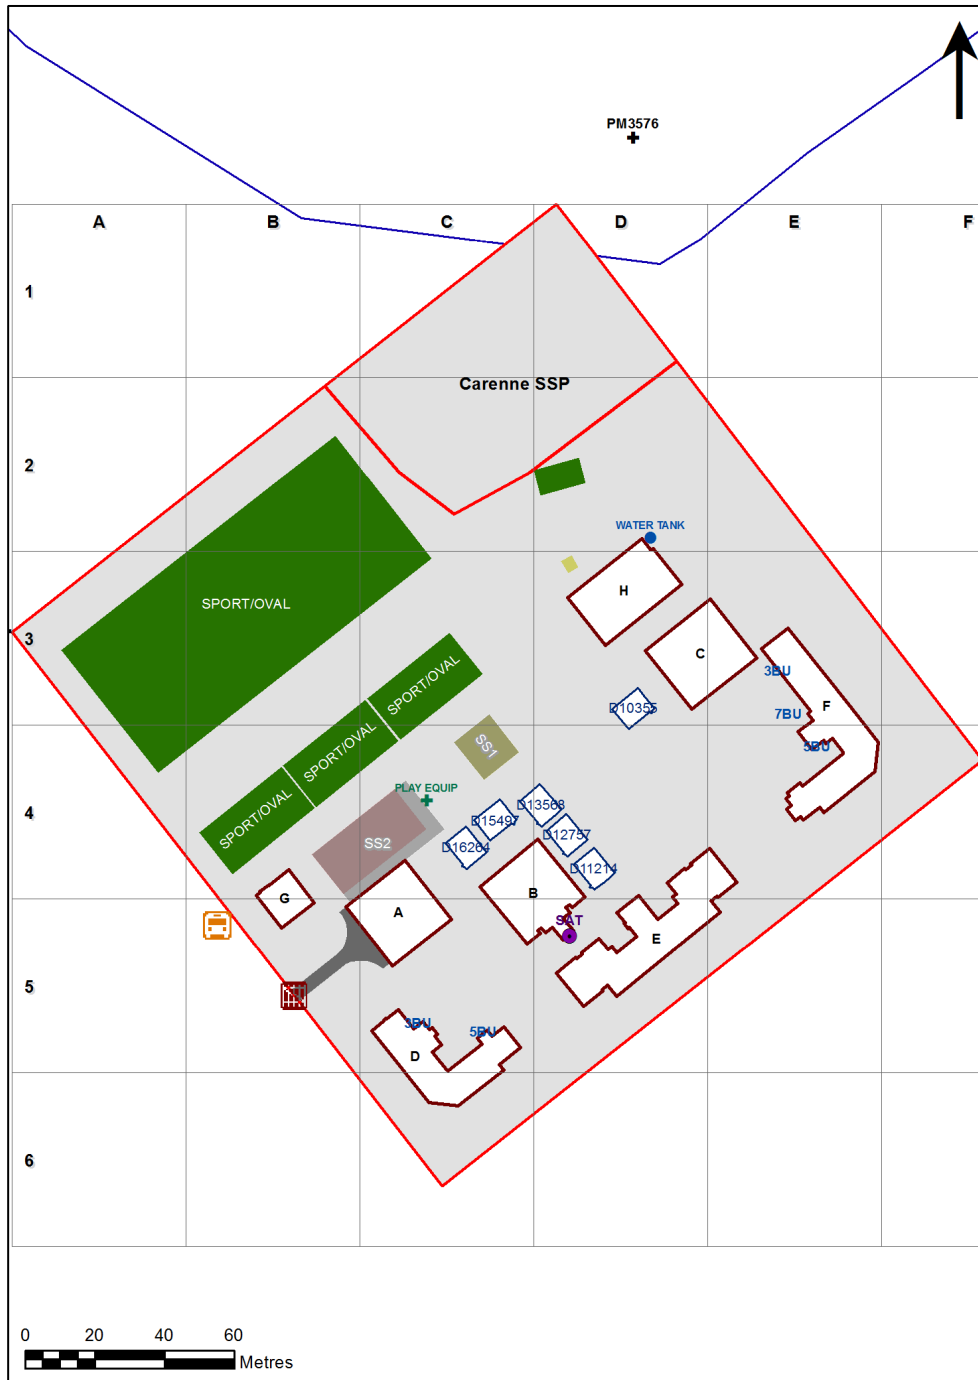 PM3576
A
B
C
D
E
F
1
Carenne SSP
2
WATER TANK
H
SPORT/OVAL
3
C
SPORT/OVAL
3BU
F
D10355
7BU
SPORT/OVAL
SS1
5BU
PLAY EQUIP
D13568
4
SPORT/OVAL
D15497
D12757
SS2
D16264
D11214
B
G
A
SAT
E
5
3BU
5BU
D
6
0 20 40 60
Metres